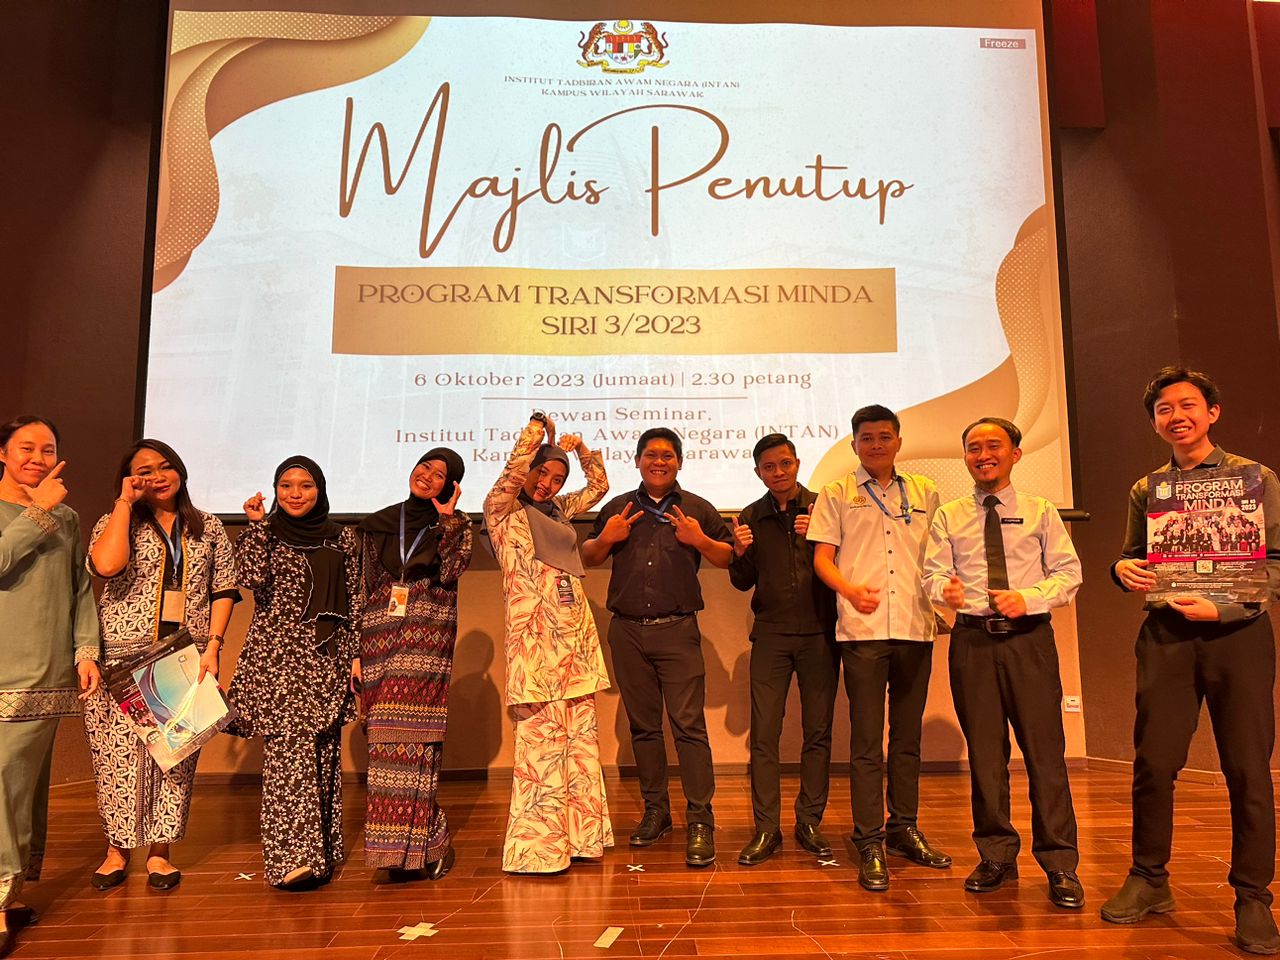 Freeze
INSTITUT TADBIRAN AWAM NEGARA (INTAN)
KAMPUS WILAYAH SARAWAK
Majlis Penutup
PROGRAM TRANSFORMASI MINDA
SIRI 3/2023
6 Oktober 2023 (Jumaat) | 2.30 petang
Dewan Seminar,
Institut Awam Negara (INTAN)
PROGRAM
TRANSFORMASI
MINDA
2023